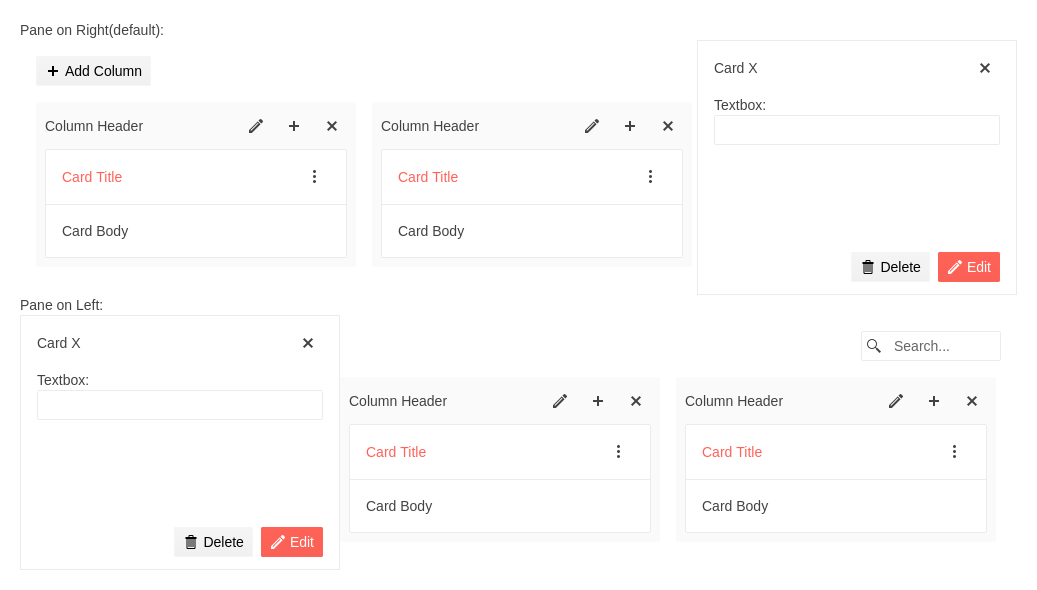 Pane on Right(default):
Add Column
Card X
Textbox:
Column Header
Column Header
Card Title
Card Title
Card Body
Card Body
Delete
Edit
Pane on Left:
Card X
Search...
Textbox:
Column Header
Column Header
Card Title
Card Title
Card Body
Card Body
Delete
Edit